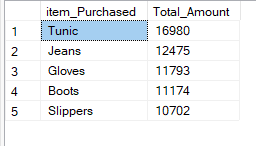 item_Purchased Total_Amount
1 Tunic 16980
2 Jeans 12475
3 Gloves 11793
4 Boots 11174
5 Slippers 10702